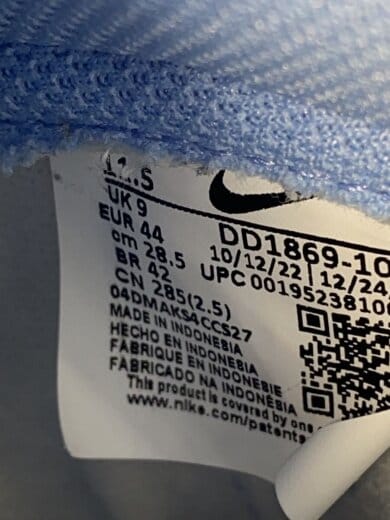 UK 9
EUR 44
cm 28.5
BR 42
CN 285(2.5)
DD1869-10
10/12/22 | 12/24
UPC 0019523810
04DMAKS4CCS27
MADE IN INDONESIA
HECHO EN INDONESIA
FABRIQUE EN INDONESIE
FABRICADO NA INDONÉSIA
This product is covered by one
www.nike.com/patents